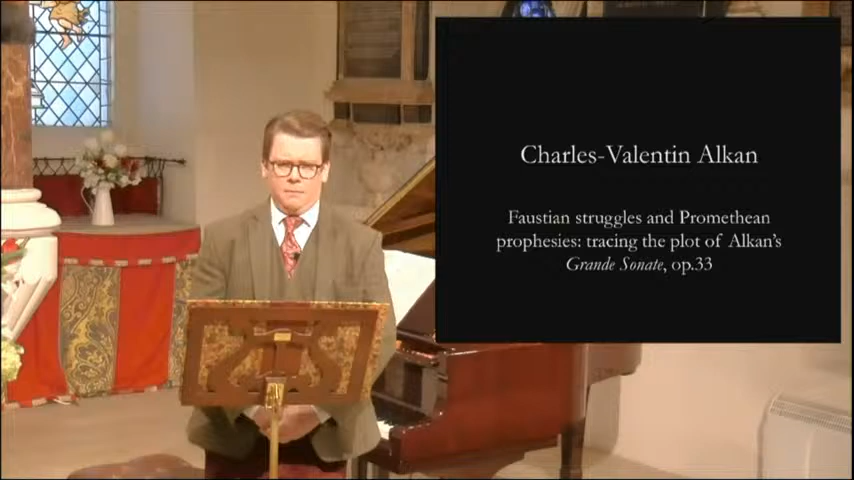 Charles-Valentin Alkan
Faustian struggles and Promethean
prophesies: tracing the plot of Alkan's
Grande Sonate, op.33